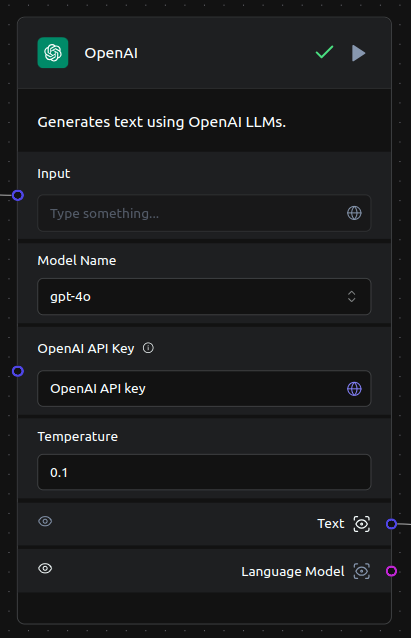 OpenAI
Generates text using OpenAI LLMs.
Input
Type something...
Model Name
gpt-4o
OpenAI API Key
OpenAI API key
Temperature
0.1
Text
Language Model